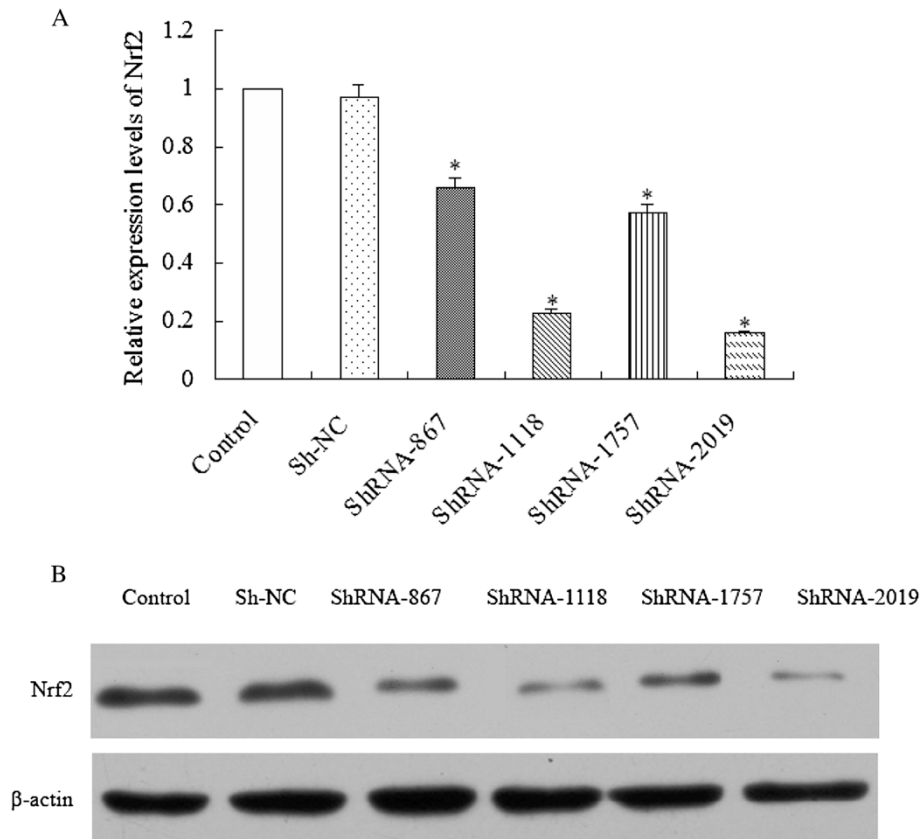 A
Relative expression levels of Nrf2
1.2
1
0.8
0.6
0.4
0.2
0
* * * *
Control Sh-NC ShRNA-867 ShRNA-1118 ShRNA-1757 ShRNA-2019
B
Control Sh-NC ShRNA-867 ShRNA-1118 ShRNA-1757 ShRNA-2019
Nrf2
β-actin